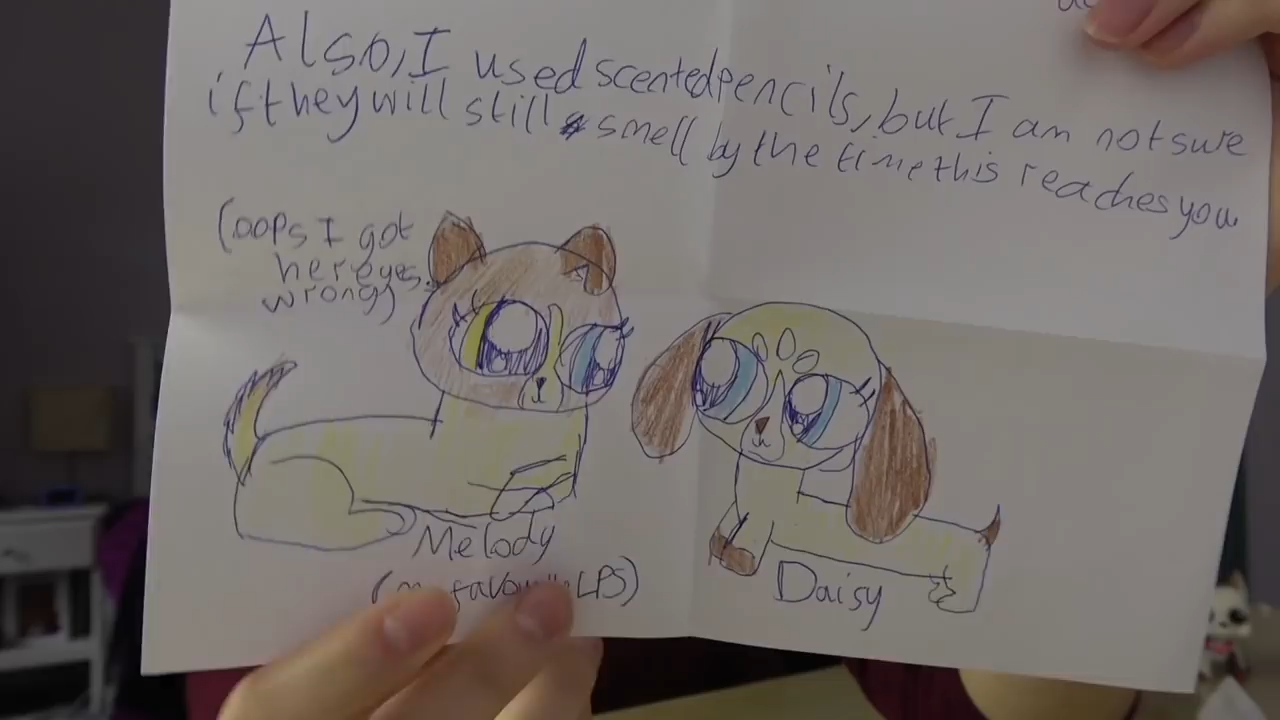 Also, I used scented pencils, but I am not sure
if they will still smell by the time this reaches you
(oops I got
her eyes
wrong)
Melody
LPS)
Daisy